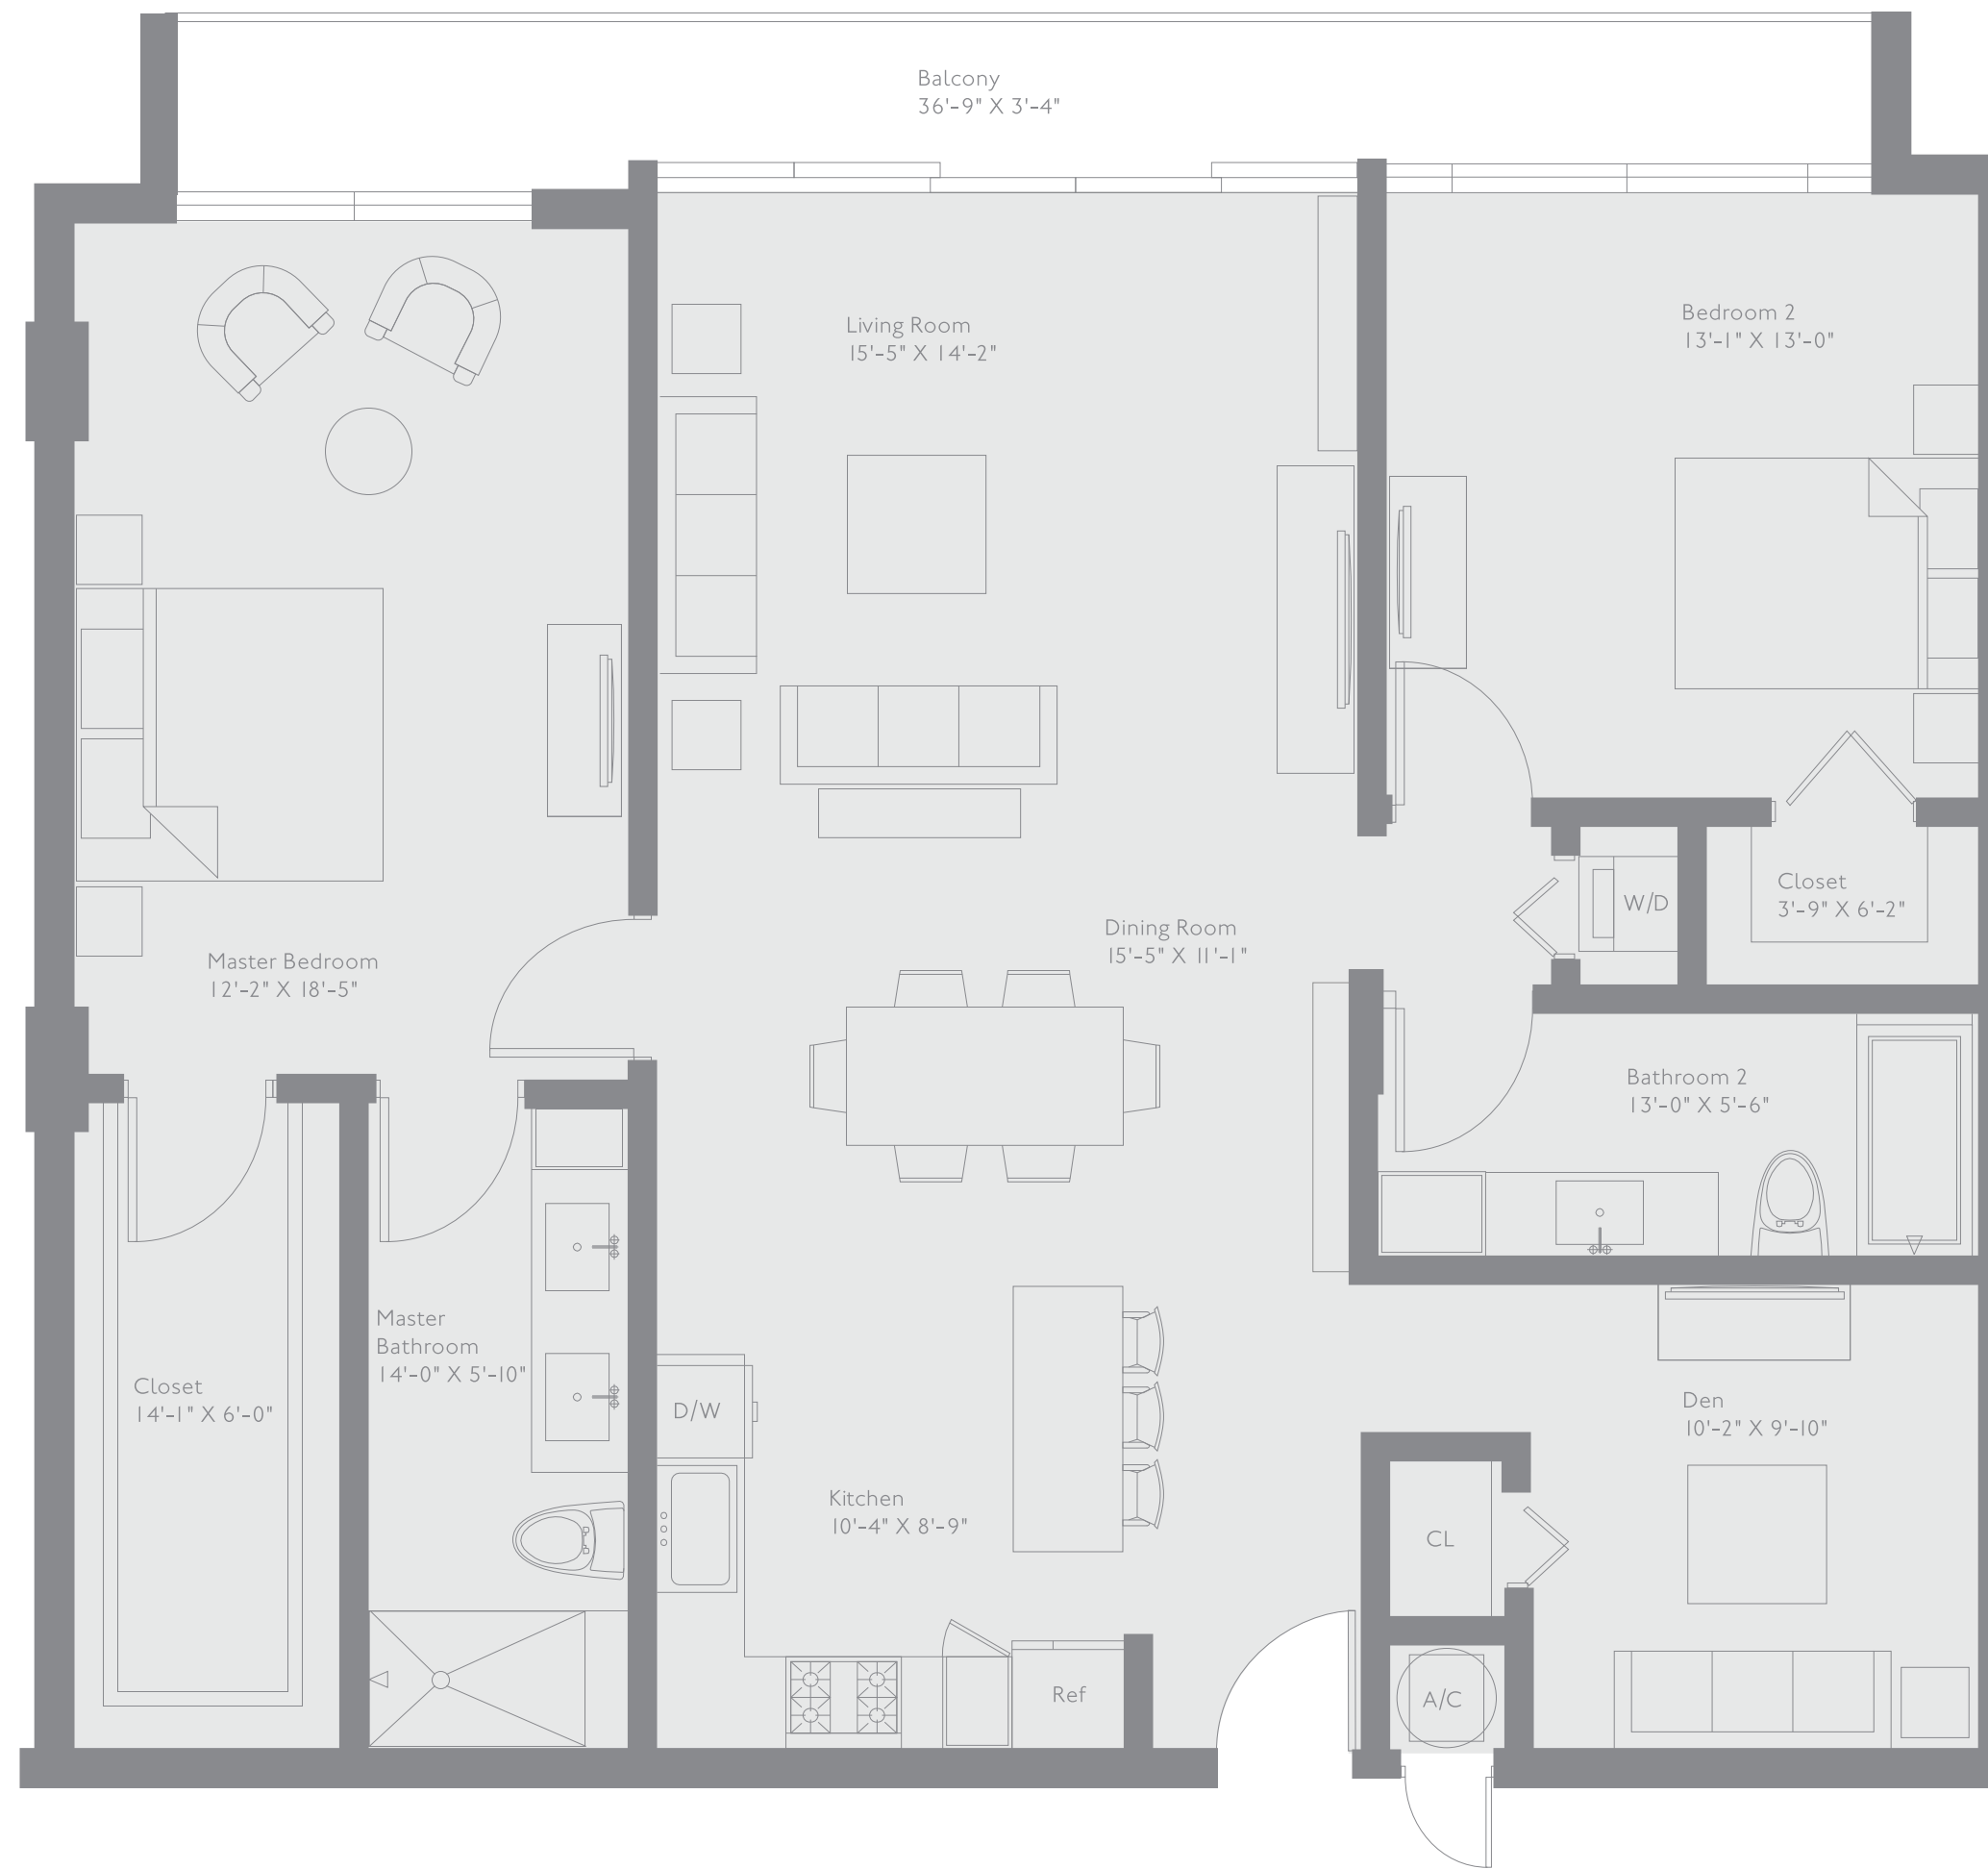 Balcony
36'-9" X 3'-4"
Living Room
15'-5" X 14'-2"
Bedroom 2
13'-1" X 13'-0"
Closet
3'-9" X 6'-2"
W/D
Dining Room
15'-5" X 11'-1"
Master Bedroom
12'-2" X 18'-5"
Bathroom 2
13'-0" X 5'-6"
Master
Bathroom
14'-0" X 5'-10"
Closet
14'-1" X 6'-0"
D/W
Den
10'-2" X 9'-10"
Kitchen
10'-4" X 8'-9"
CL
Ref
A/C